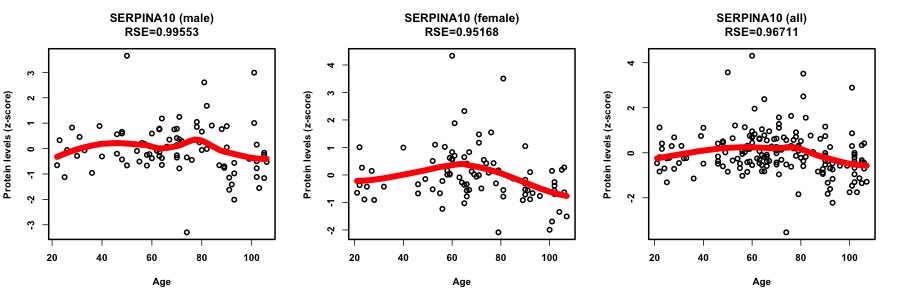 SERPINA10 (male)
RSE=0.99553
Protein levels (z-score)
3
2
1
0
-1
-2
-3
20 40 60 80 100
Age
SERPINA10 (female)
RSE=0.95168
Protein levels (z-score)
4
3
2
1
0
-1
-2
20 40 60 80 100
Age
SERPINA10 (all)
RSE=0.96711
Protein levels (z-score)
4
2
0
-2
20 40 60 80 100
Age